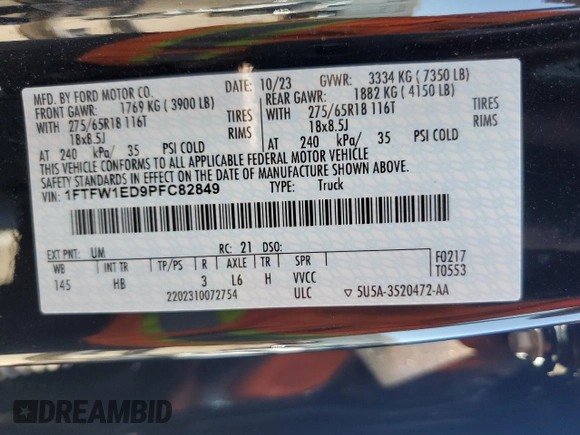 MFD. BY FORD MOTOR CO.
DATE: 10/23 GVWR: 3334 KG ( 7350 LB)
FRONT GAWR: 1769 KG ( 3900 LB) REAR GAWR: 1882 KG ( 4150 LB)
WITH 275/65R18 116T TIRES WITH 275/65R18 116T TIRES
18x8.5J RIMS 18x8.5J RIMS
AT 240 kPa/ 35 PSI COLD AT 240 kPa/ 35 PSI COLD
THIS VEHICLE CONFORMS TO ALL APPLICABLE FEDERAL MOTOR VEHICLE
SAFETY STANDARDS IN EFFECT ON THE DATE OF MANUFACTURE SHOWN ABOVE.
VIN: 1FTFW1ED9PFC82849 TYPE: Truck
EXT PNT: UM RC: 21 DSO: F0217
WB INT TR TP/PS R AXLE TR SPR T0553
145 HB 3 L6 H VVCC
2202310072754 ULC ▽ 5U5A-3520472-AA
DREAMBID